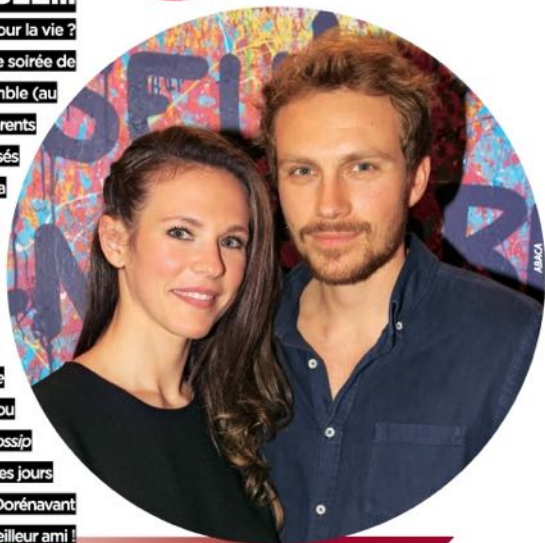 our la vie ?
e soirée de
mble (au
rents
sés
a
e
ou
ossip
es jours
Dorénavant
eilleur ami !
ABACA